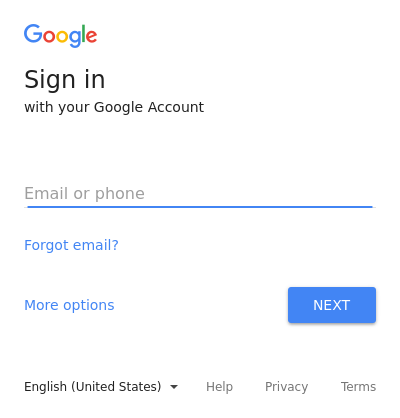 Google
Sign in
with your Google Account
Email or phone
Forgot email?
More options
NEXT
English (United States)
Help
Privacy
Terms